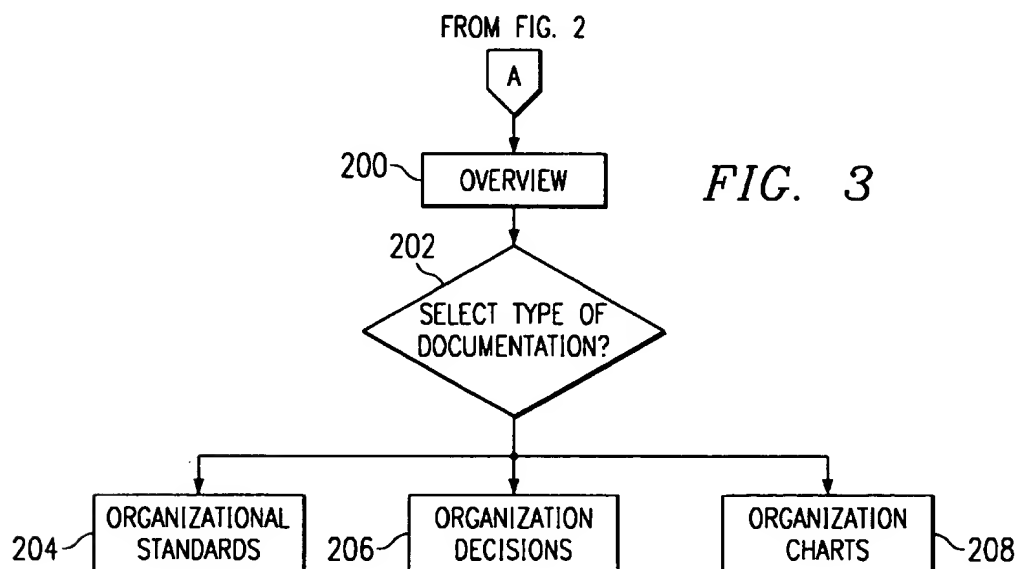 FROM FIG. 2
A
200
OVERVIEW
FIG. 3
202
SELECT TYPE OF
DOCUMENTATION?
204
ORGANIZATIONAL
STANDARDS
206
ORGANIZATION
DECISIONS
ORGANIZATION
CHARTS
208